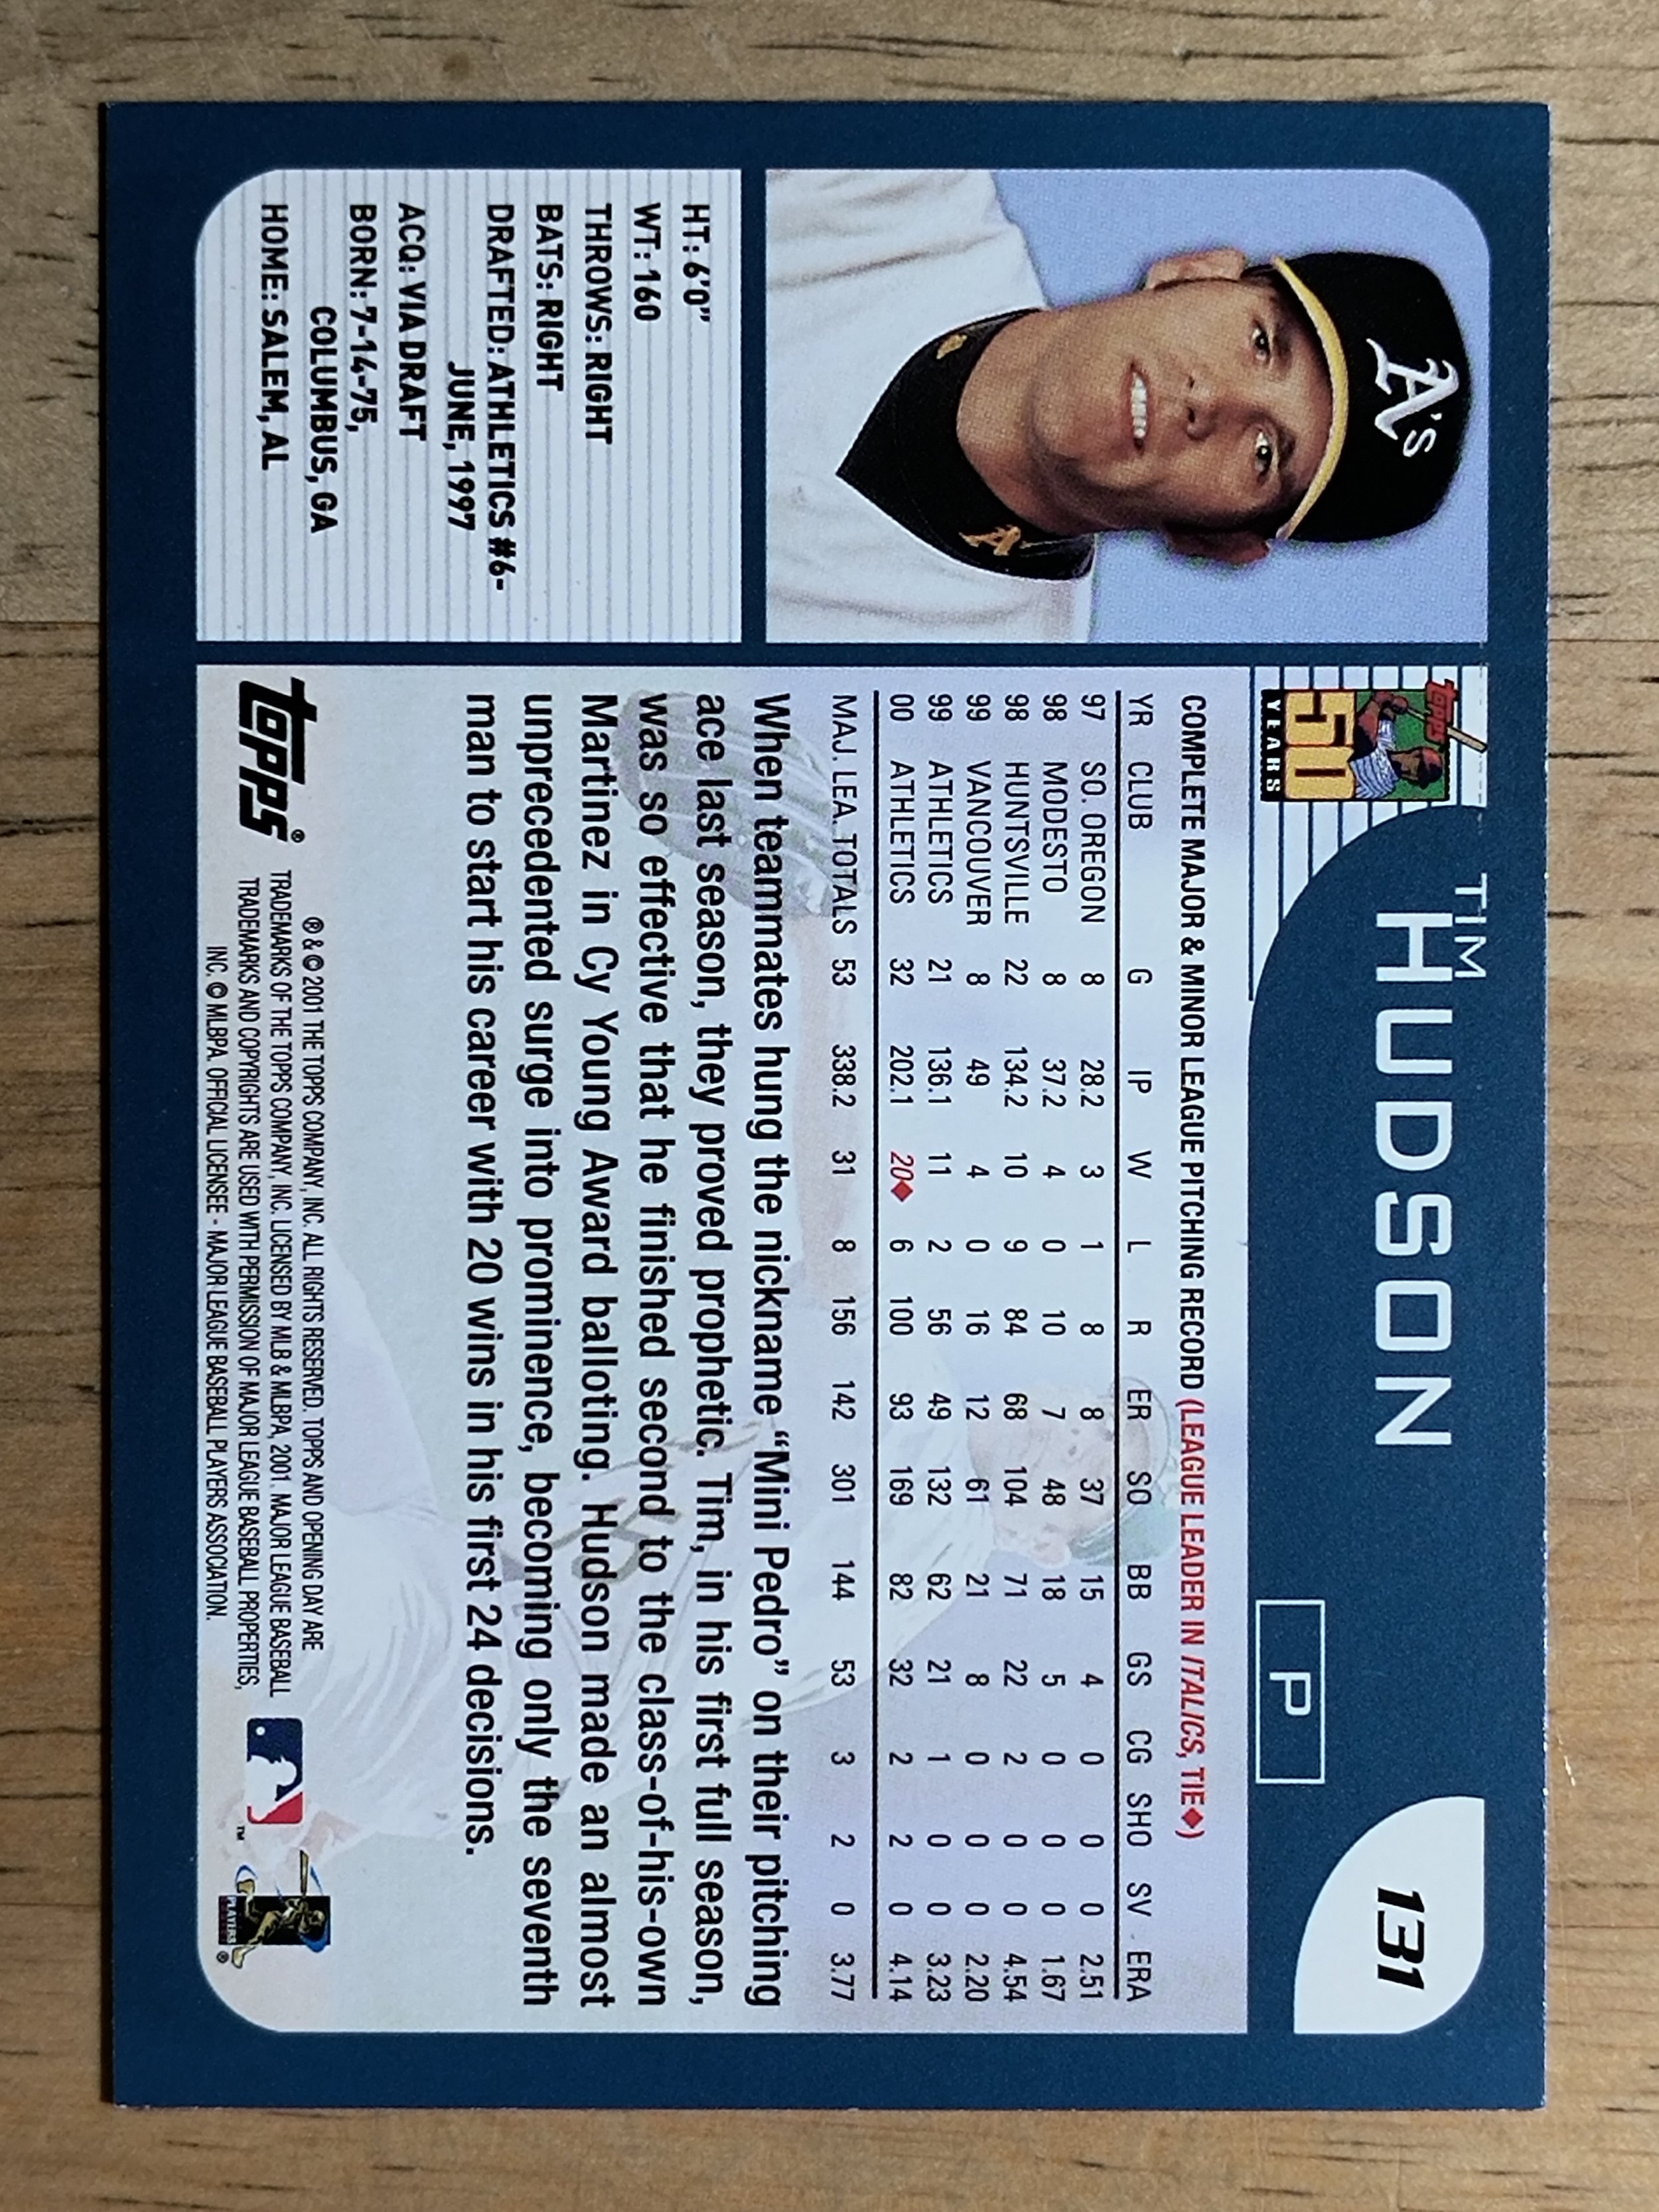 TIM
HUDSON
P
131
Topps
50
YEARS
A's
A
HT: 6'0"
WT: 160
THROWS: RIGHT
BATS: RIGHT
DRAFTED: ATHLETICS #6-
JUNE, 1997
ACQ: VIA DRAFT
BORN: 7-14-75,
COLUMBUS, GA
HOME: SALEM, AL
COMPLETE MAJOR & MINOR LEAGUE PITCHING RECORD (LEAGUE LEADER IN ITALICS, TIE♦)
YR CLUB G IP W L R ER SO BB GS CG SHO SV ERA
97 SO. OREGON 8 28.2 3 1 8 8 37 15 4 0 0 0 2.51
98 MODESTO 8 37.2 4 0 10 7 48 18 5 0 0 0 1.67
98 HUNTSVILLE 22 134.2 10 9 84 68 104 71 22 2 0 0 4.54
99 VANCOUVER 8 49 4 0 16 12 61 21 8 0 0 0 2.20
99 ATHLETICS 21 136.1 11 2 56 49 132 62 21 1 0 0 3.23
00 ATHLETICS 32 202.1 20♦ 6 100 93 169 82 32 2 2 0 4.14
MAJ. LEA. TOTALS 53 338.2 31 8 156 142 301 144 53 3 2 0 3.77
When teammates hung the nickname “Mini Pedro” on their pitching
ace last season, they proved prophetic. Tim, in his first full season,
was so effective that he finished second to the class-of-his-own
Martinez in Cy Young Award balloting. Hudson made an almost
unprecedented surge into prominence, becoming only the seventh
man to start his career with 20 wins in his first 24 decisions.
Topps®
® & © 2001 THE TOPPS COMPANY, INC. ALL RIGHTS RESERVED. TOPPS AND OPENING DAY ARE
TRADEMARKS OF THE TOPPS COMPANY, INC. LICENSED BY MLB & MLBPA, 2001. MAJOR LEAGUE BASEBALL
TRADEMARKS AND COPYRIGHTS ARE USED WITH PERMISSION OF MAJOR LEAGUE BASEBALL PROPERTIES,
INC. © MLBPA. OFFICIAL LICENSEE - MAJOR LEAGUE BASEBALL PLAYERS ASSOCIATION.
TM
PLAYERS
®